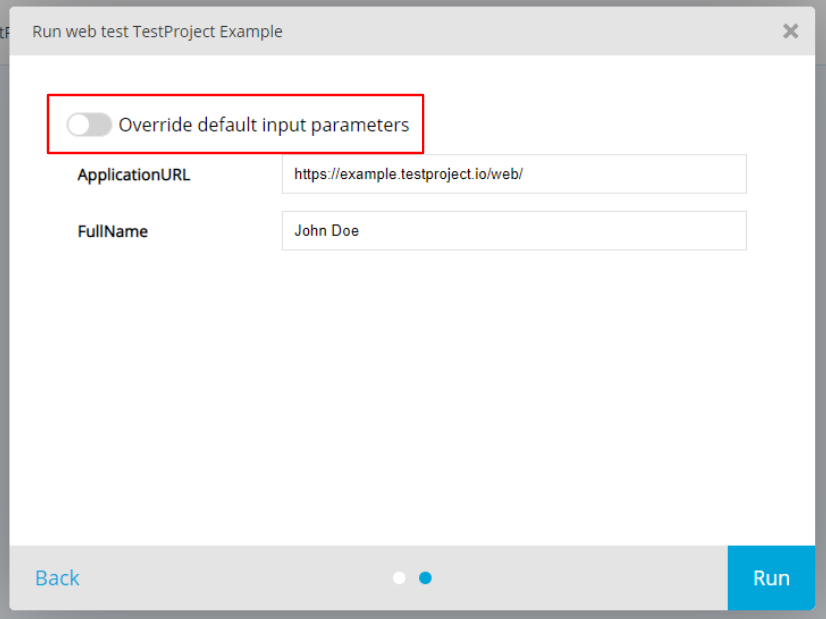 Run web test TestProject Example
Override default input parameters
ApplicationURL https://example.testproject.io/web/
FullName John Doe
Back Run